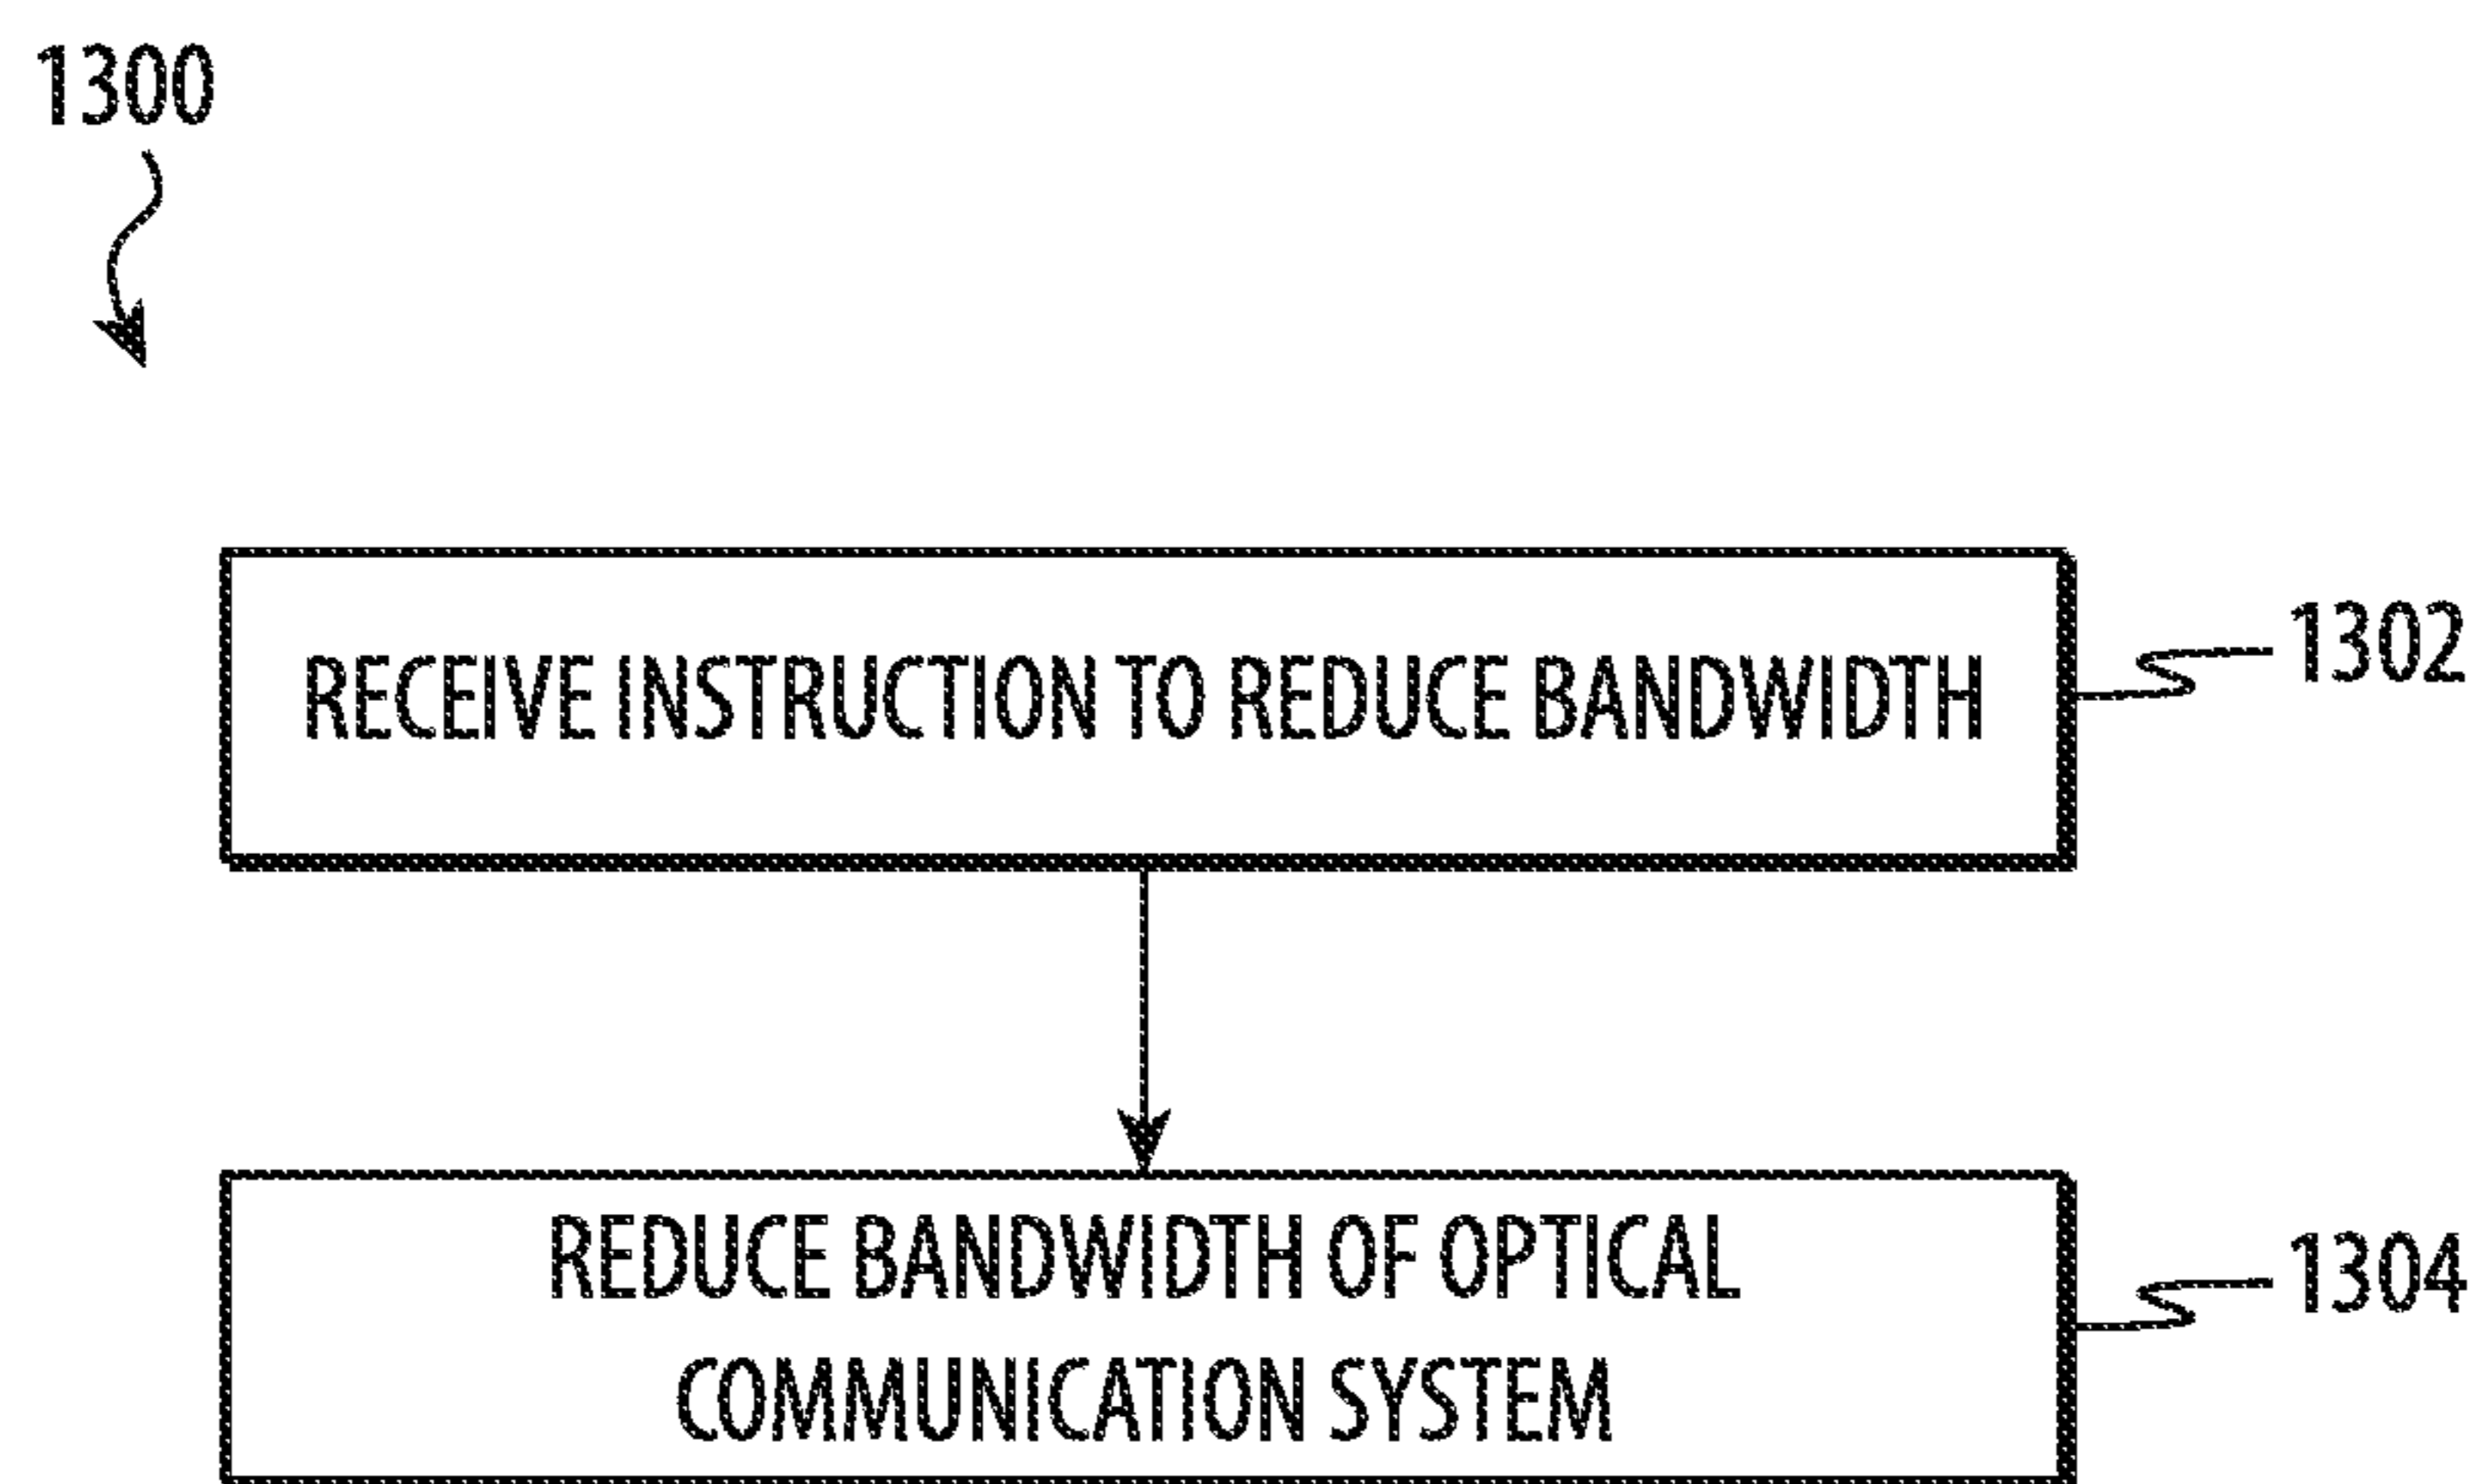 1300
RECEIVE INSTRUCTION TO REDUCE BANDWIDTH
1302
REDUCE BANDWIDTH OF OPTICAL
COMMUNICATION SYSTEM
1304